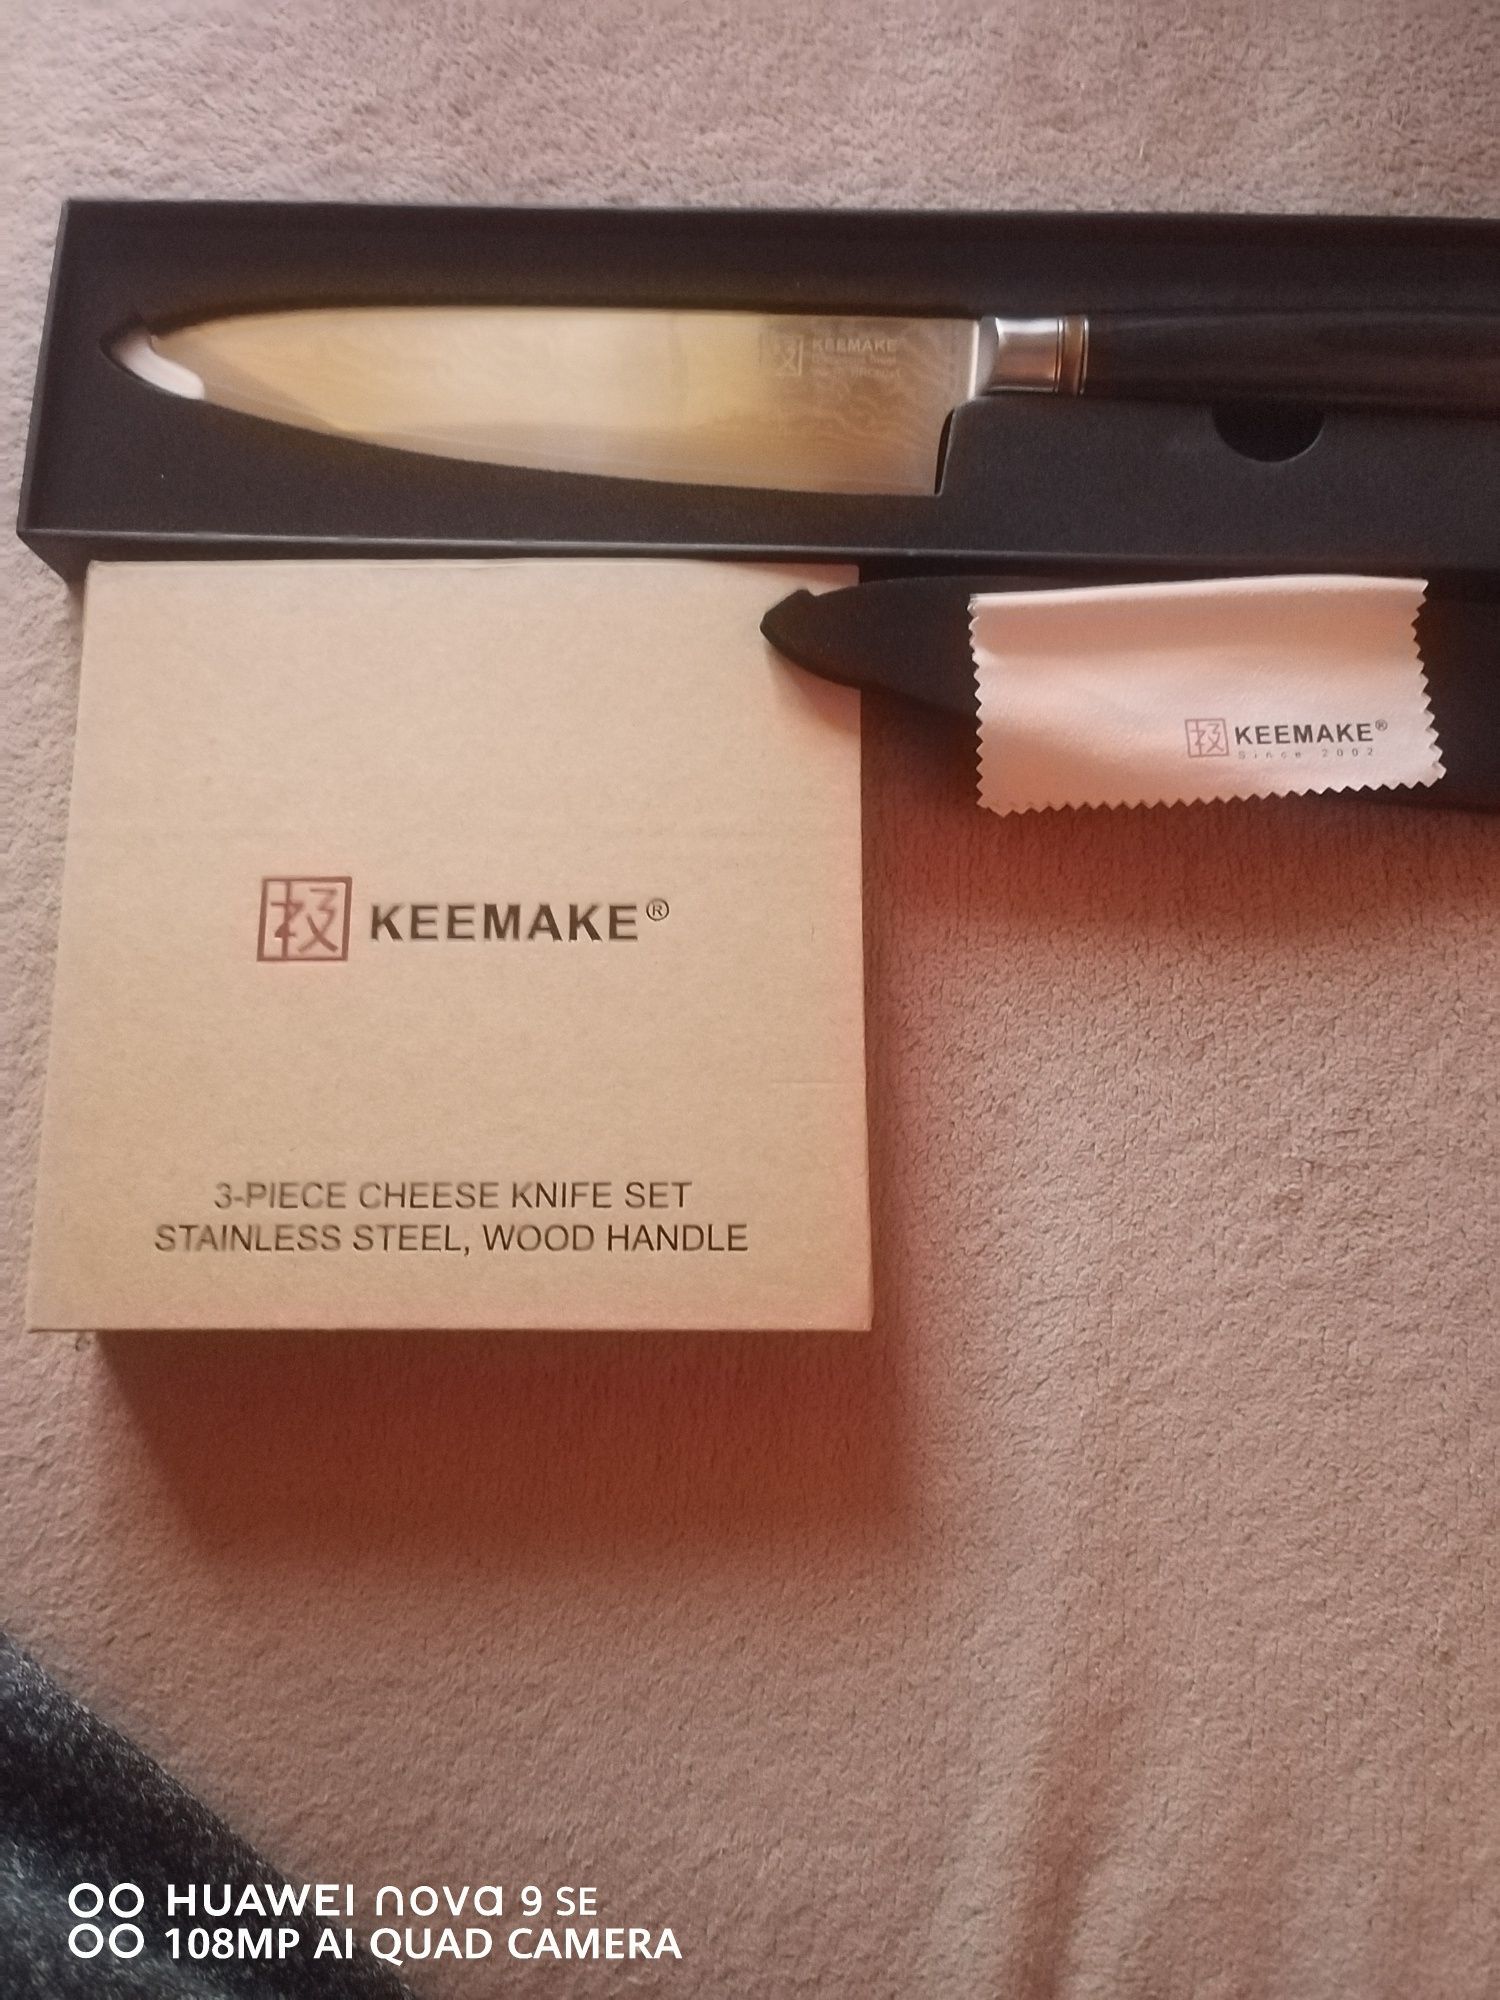 KEEMAKE
KEEMAKE®
Since 2002
KEEMAKE®
3-PIECE CHEESE KNIFE SET
STAINLESS STEEL, WOOD HANDLE
HUAWEI nova 9 SE
108MP AI QUAD CAMERA